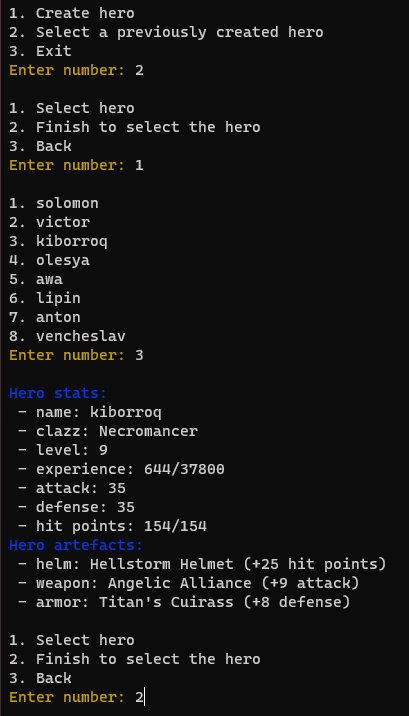 1. Create hero
2. Select a previously created hero
3. Exit
Enter number: 2
1. Select hero
2. Finish to select the hero
3. Back
Enter number: 1
1. solomon
2. victor
3. kiborroq
4. olesya
5. awa
6. lipin
7. anton
8. vencheslav
Enter number: 3
Hero stats:
- name: kiborroq
- clazz: Necromancer
- level: 9
- experience: 644/37800
- attack: 35
- defense: 35
- hit points: 154/154
Hero artefacts:
- helm: Hellstorm Helmet (+25 hit points)
- weapon: Angelic Alliance (+9 attack)
- armor: Titan's Cuirass (+8 defense)
1. Select hero
2. Finish to select the hero
3. Back
Enter number: 2